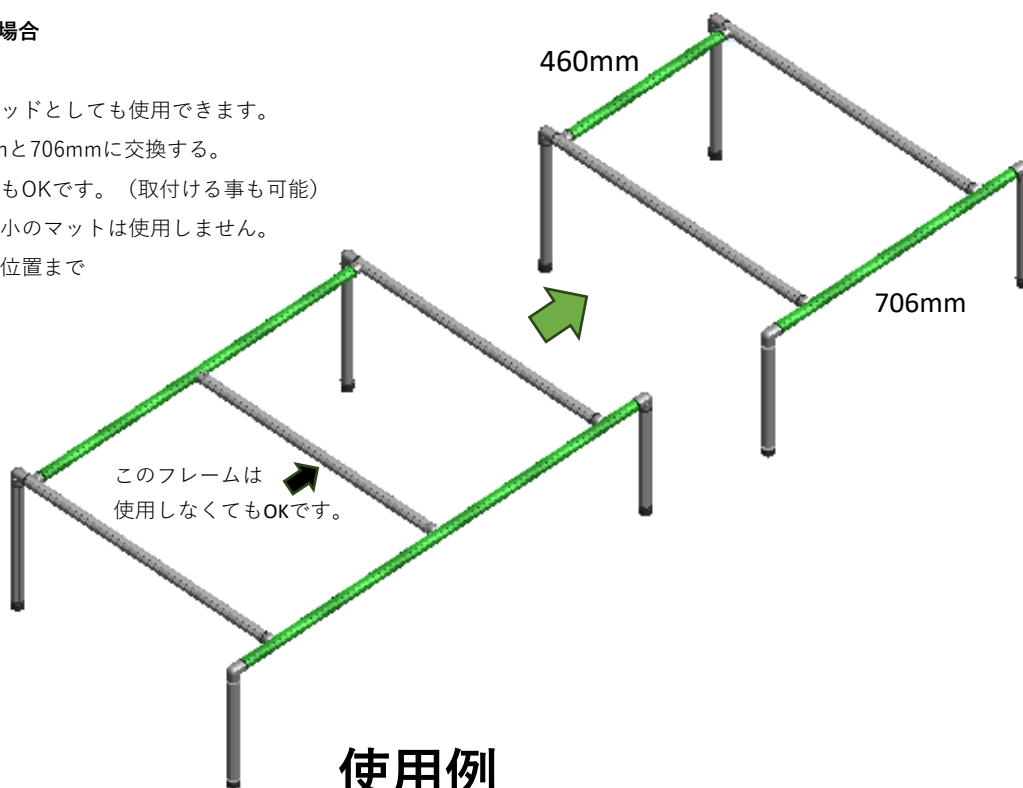 場合
ッドとしても使用できます。
と706mmに交換する。
もOKです。（取付ける事も可能）
小のマットは使用しません。
位置まで
460mm
706mm
このフレームは
使用しなくてもOKです。
使用例